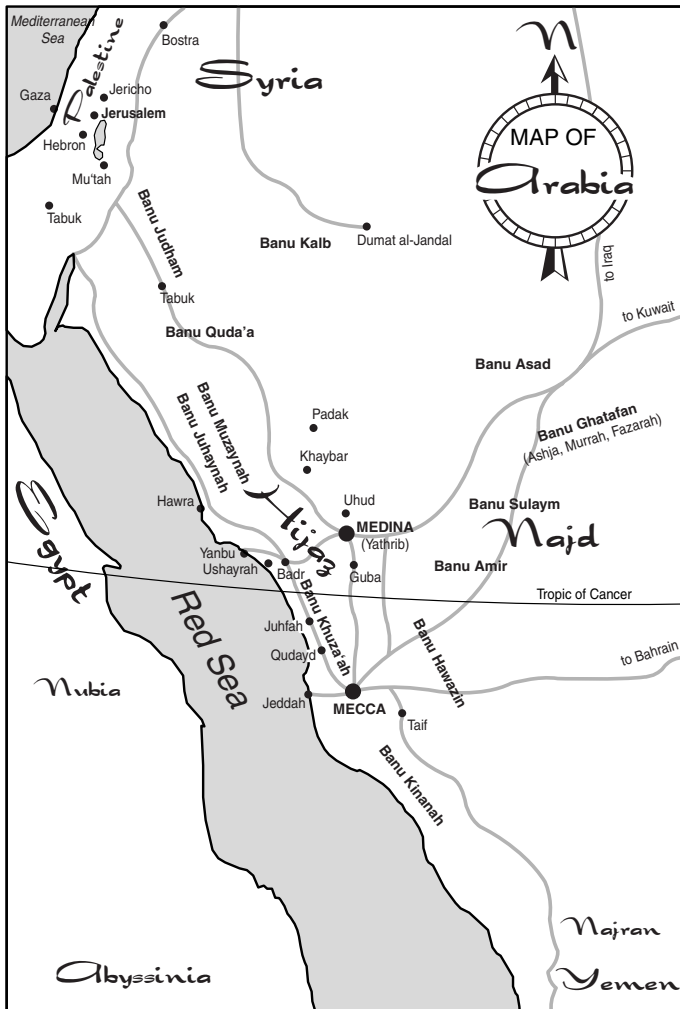 Mediterranean
Sea
Bostra
Palestine
Syria
N
MAP OF
Arabia
Jericho
Gaza
Jerusalem
Hebron
Mu‘tah
Tabuk
Banu Judham
Banu Kalb
Dumat al-Jandal
to Iraq
Tabuk
to Kuwait
Banu Quda’a
Banu Asad
Banu Muzaynah
Banu Juhaynah
Padak
Banu Ghatafan
(Ashja, Murrah, Fazarah)
Khaybar
Hawra
Uhud
Banu Sulaym
Egypt
Hijaz
MEDINA
(Yathrib)
Najd
Yanbu
Ushayrah
Badr
Guba
Banu Amir
Tropic of Cancer
Red Sea
Juhfah
Banu Khuza‘ah
Qudayd
Banu Hawazin
to Bahrain
Nubia
Jeddah
MECCA
Taif
Banu Kinanah
Najran
Abyssinia
Yemen